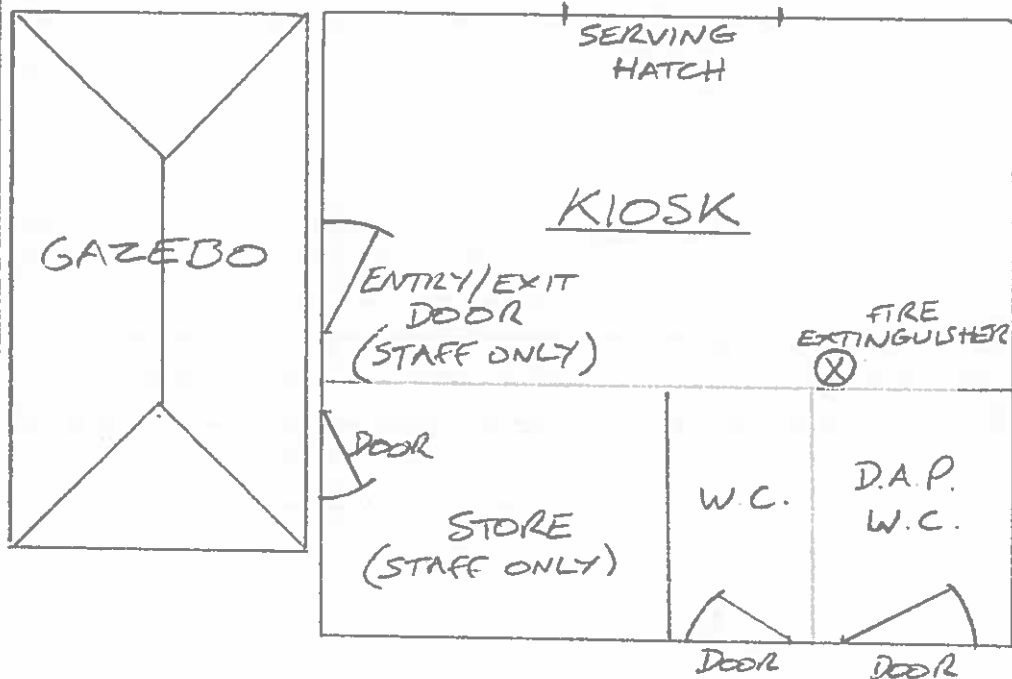 SERVING
HATCH
KIOSK
GAZEBO
ENTRY/EXIT
DOOR
(STAFF ONLY)
FIRE
EXTINGUISHER
X
DOOR
STORE
(STAFF ONLY)
W.C.
D.A.P.
W.C.
DOOR
DOOR